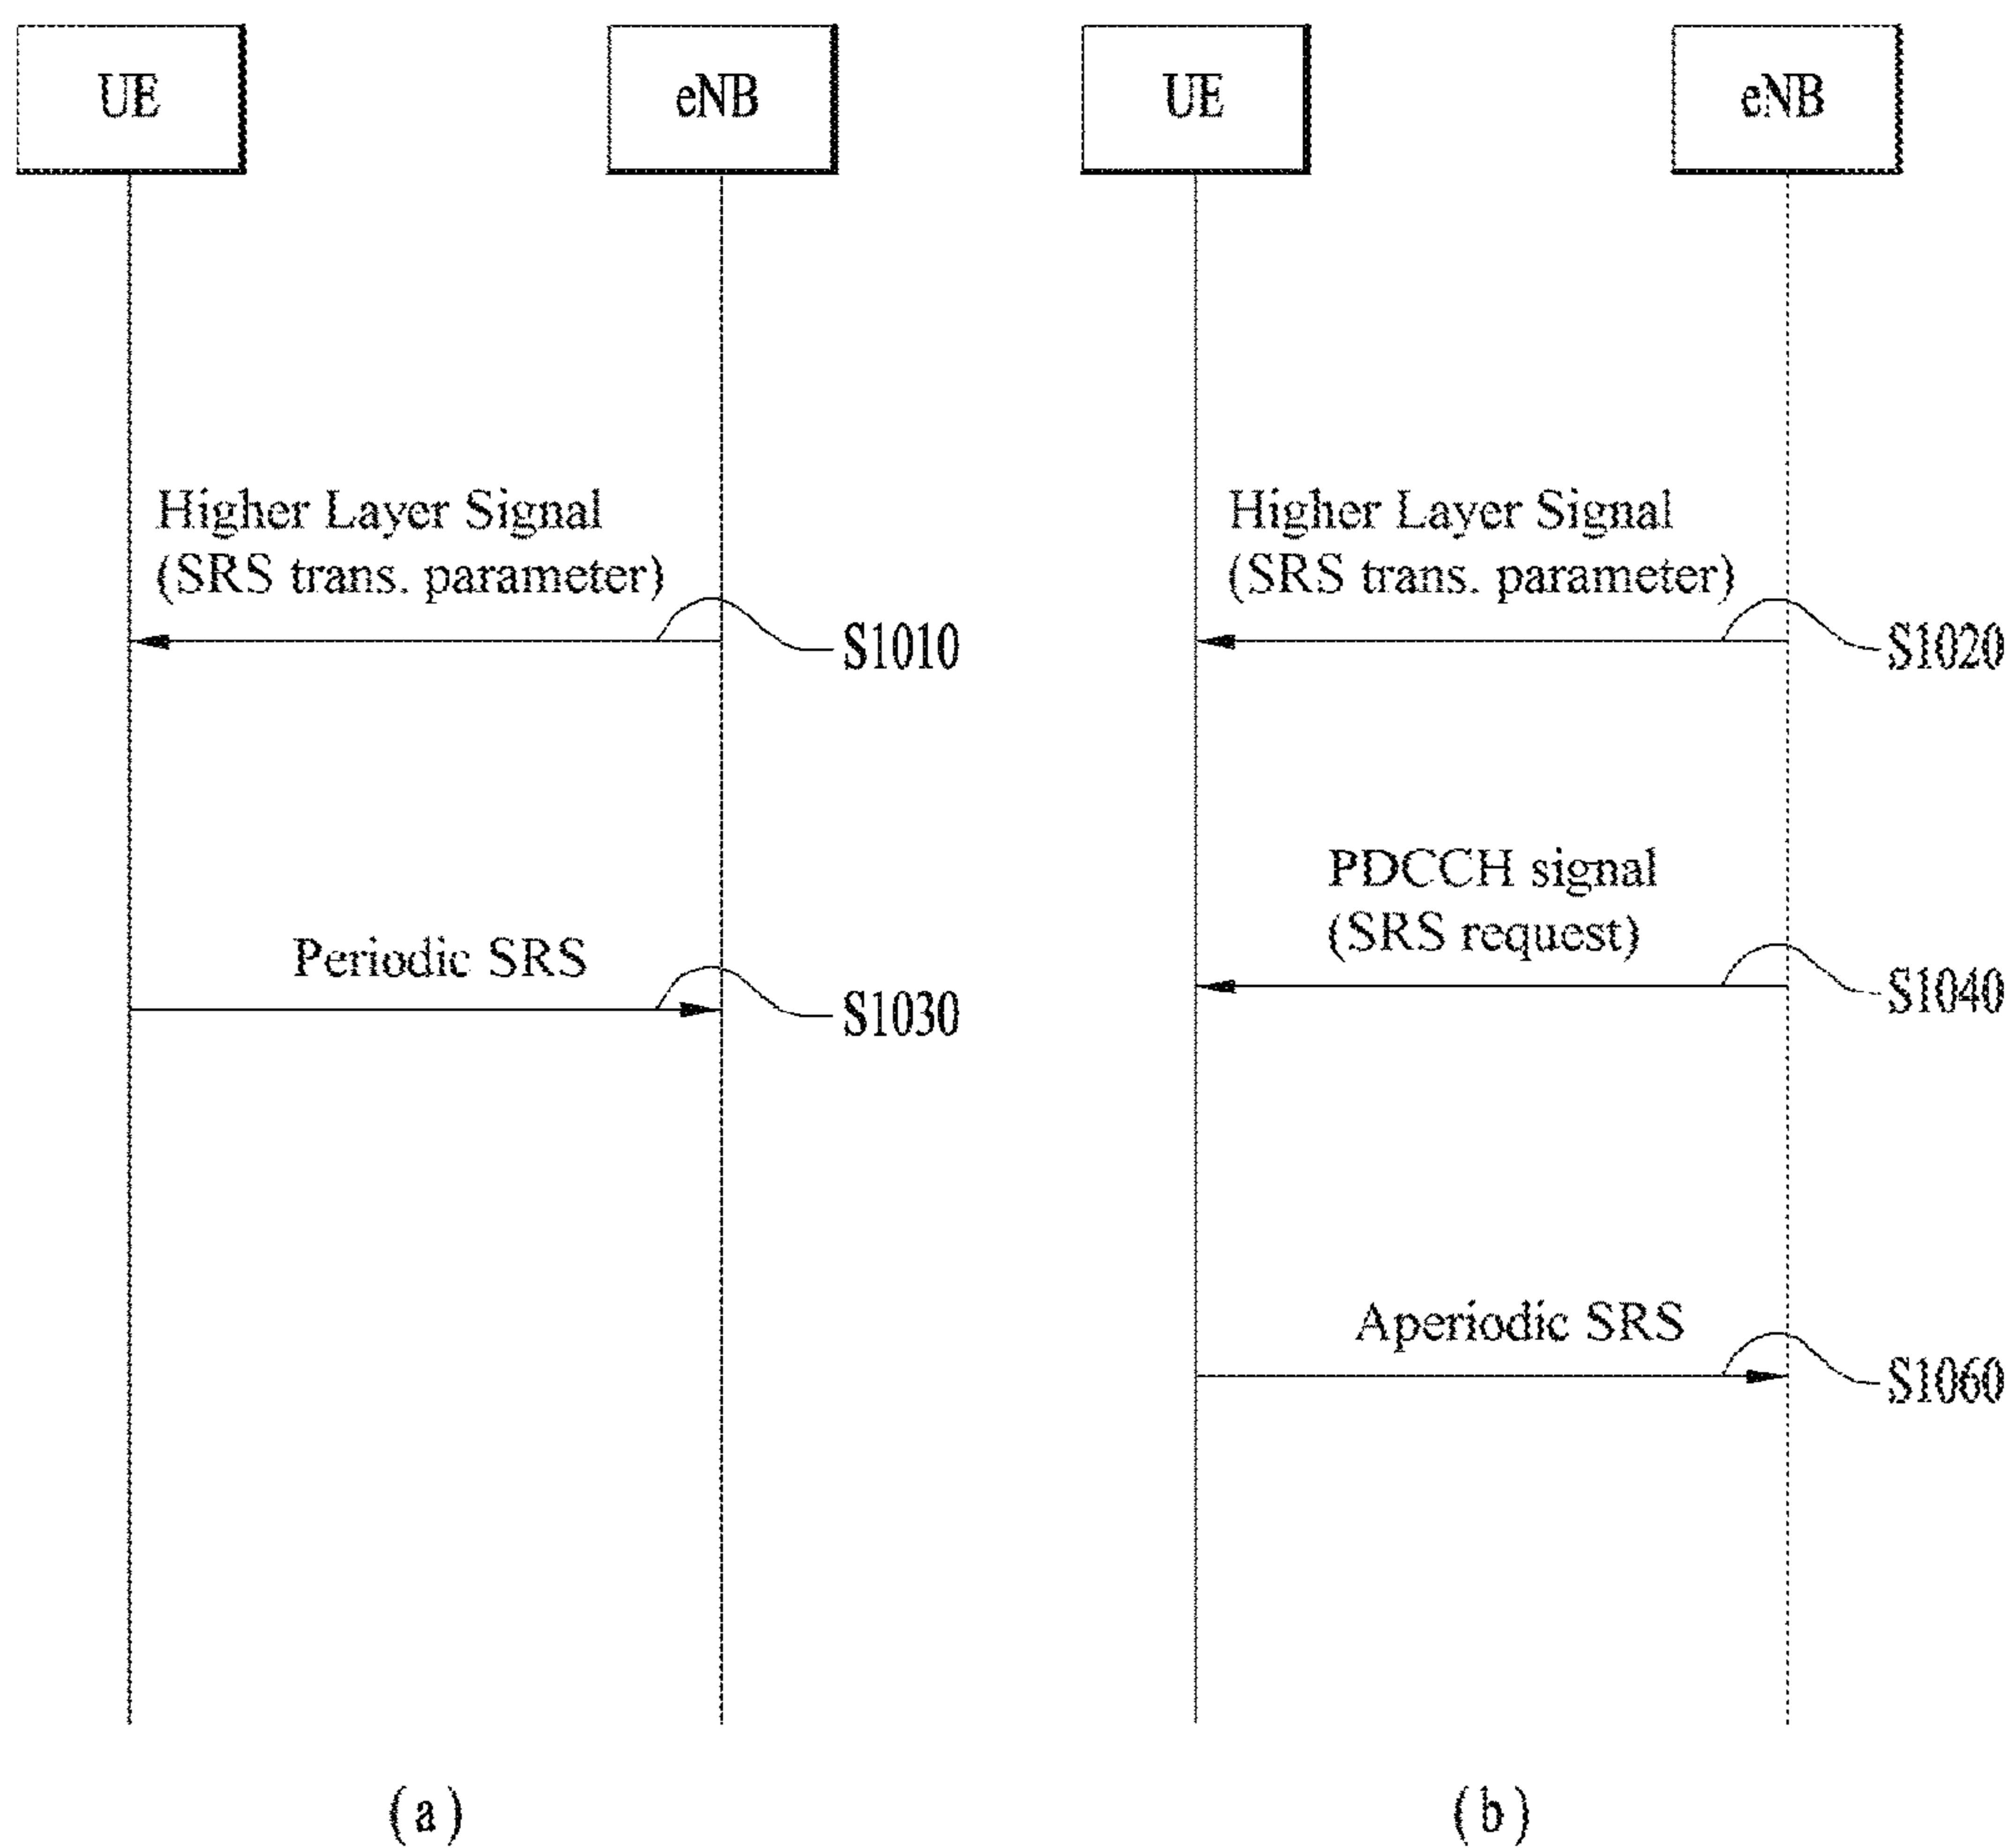 UE
eNB
Higher Layer Signal
(SRS trans. parameter)
S1010
Periodic SRS
S1030
(a)
UE
eNB
Higher Layer Signal
(SRS trans. parameter)
S1020
PDCCH signal
(SRS request)
S1040
Aperiodic SRS
S1060
(b)